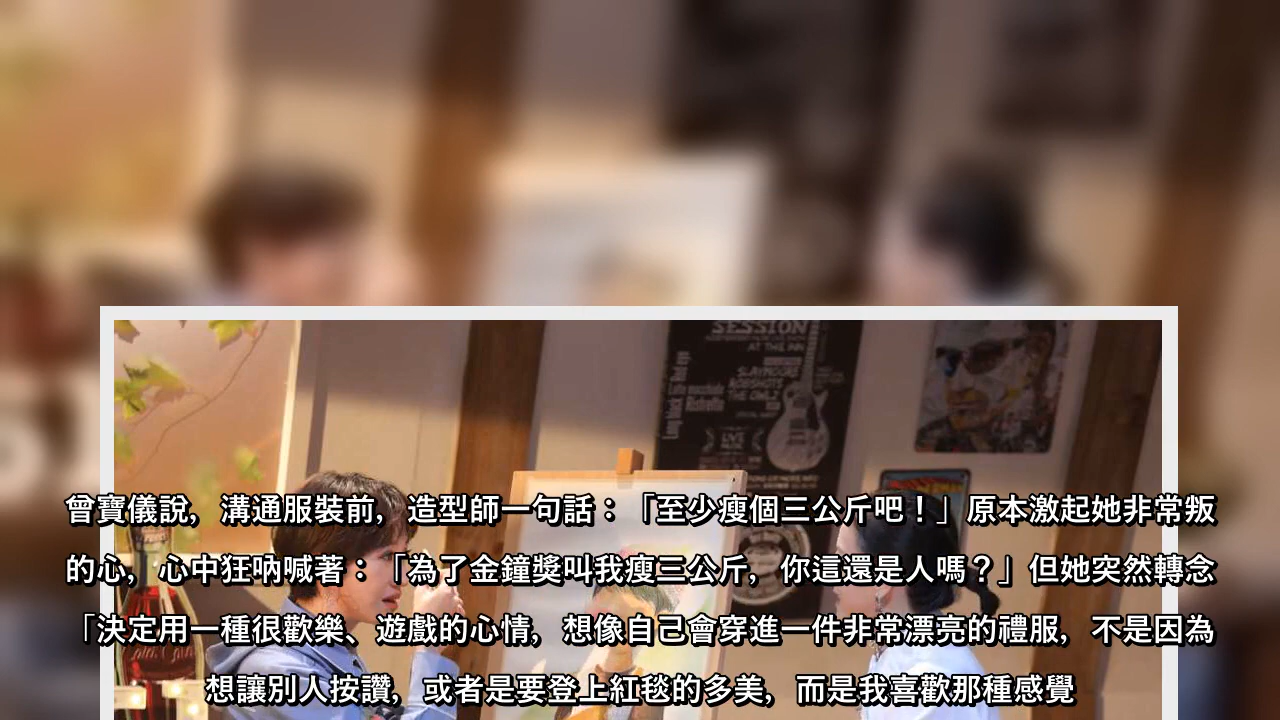 SESSION
AT THE INN
曾寶儀說，溝通服裝前，造型師一句話：「至少瘦個三公斤吧！」原本激起她非常叛
的心，心中狂吶喊著：「為了金鐘獎叫我瘦三公斤，你這還是人嗎？」但她突然轉念
「決定用一種很歡樂、遊戲的心情，想像自己會穿進一件非常漂亮的禮服，不是因為
想讓別人按讚，或者是要登上紅毯的多美，而是我喜歡那種感覺